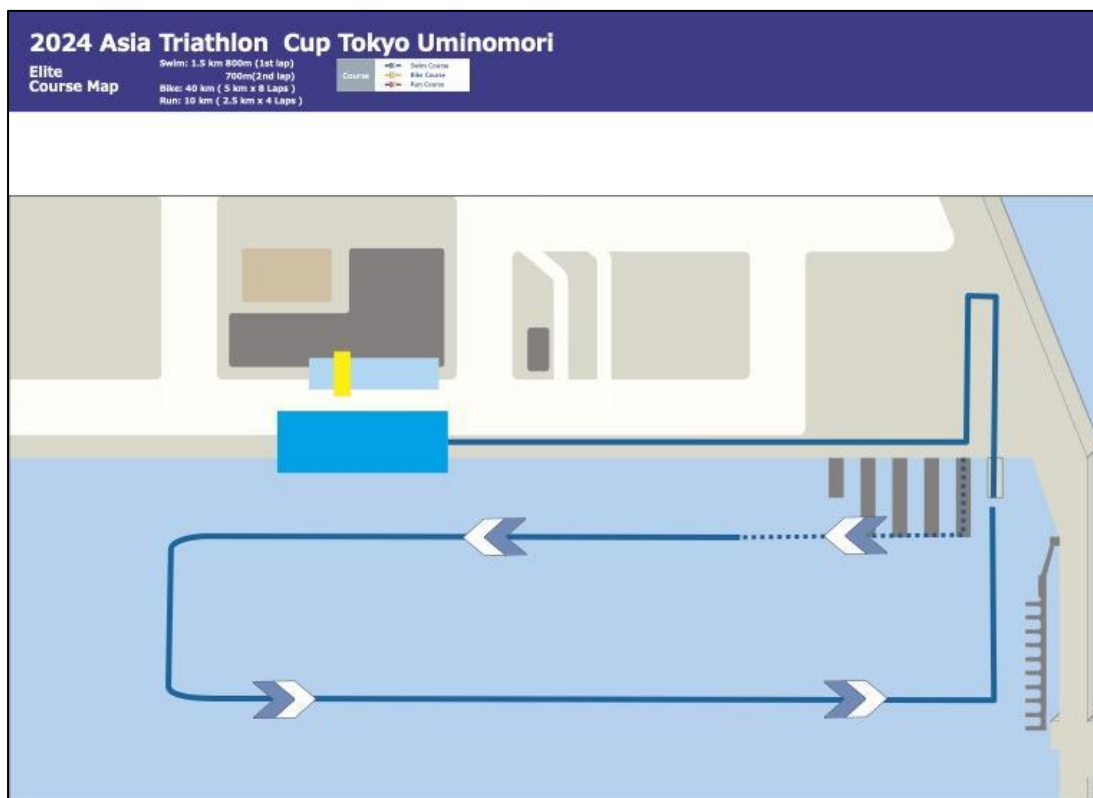 2024 Asia Triathlon Cup Tokyo Uminomori
Elite
Course Map
Swim: 1.5 km 800m (1st lap)
700m(2nd lap)
Bike: 40 km ( 5 km x 8 Laps )
Run: 10 km ( 2.5 km x 4 Laps )
Course
Swim Course
Bike Course
Run Course